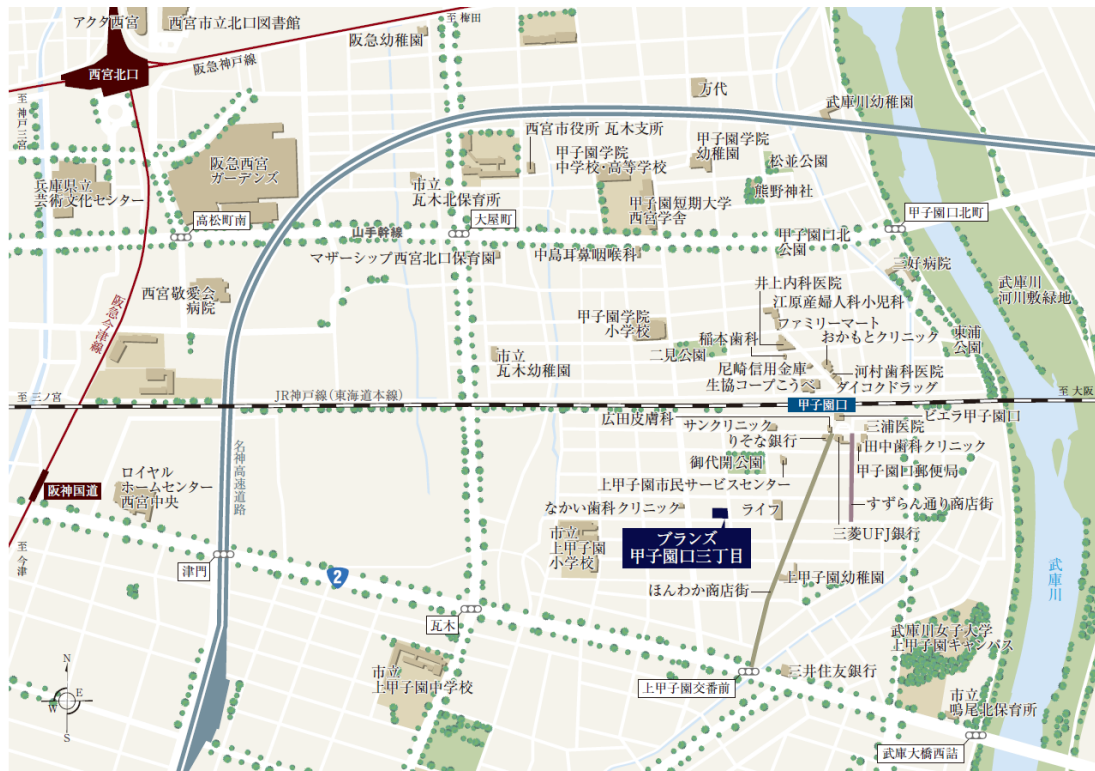 アクタ西宮
西宮市立北口図書館
至 梅田
阪急幼稚園
阪急神戸線
西宮北口
至 神戸三宮
万代
武庫川幼稚園
西宮市役所 瓦木支所
甲子園学院
中学校・高等学校
甲子園学院
幼稚園
松並公園
阪急西宮
ガーデンズ
兵庫県立
芸術文化センター
市立
瓦木北保育所
熊野神社
甲子園短期大学
西宮学舎
高松町南
大屋町
甲子園口北町
山手幹線
甲子園口北
公園
マザーシップ西宮北口保育園
中島耳鼻咽喉科
三好病院
武庫川
河川敷緑地
井上内科医院
江原産婦人科小児科
西宮敬愛会
病院
阪急今津線
甲子園学院
小学校
ファミリーマート
おかもとクリニック
稲本歯科
東浦
公園
二見公園
市立
瓦木幼稚園
尼崎信用金庫
河村歯科医院
生協コープこうべ
ダイコクドラッグ
至 三ノ宮
JR神戸線(東海道本線)
甲子園口
至 大阪
広田皮膚科
サンクリニック
ビエラ甲子園口
三浦医院
りそな銀行
田中歯科クリニック
御代開公園
甲子園口郵便局
名神高速道路
ロイヤル
ホームセンター
西宮中央
阪神国道
上甲子園市民サービスセンター
なかい歯科クリニック
ライフ
すずらん通り商店街
市立
上甲子園
小学校
ブランズ
甲子園口三丁目
三菱UFJ銀行
至 今津
津門
2
上甲子園幼稚園
ほんわか商店街
武庫川
瓦木
武庫川女子大学
上甲子園キャンパス
市立
上甲子園中学校
三井住友銀行
上甲子園交番前
市立
鳴尾北保育所
武庫大橋西詰
N
E
W
S